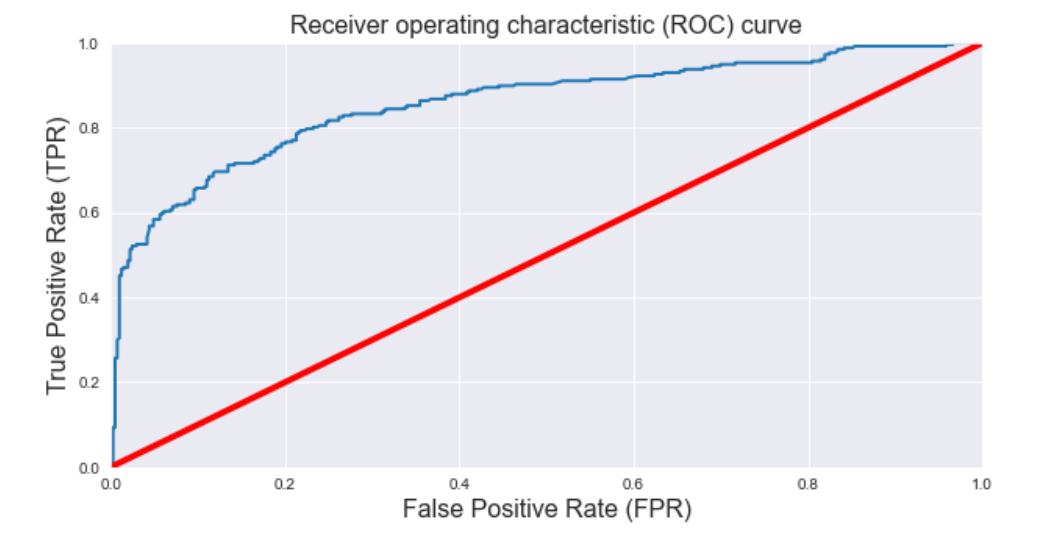 Receiver operating characteristic (ROC) curve
True Positive Rate (TPR)
1.0
0.8
0.6
0.4
0.2
0.0
0.0 0.2 0.4 0.6 0.8 1.0
False Positive Rate (FPR)